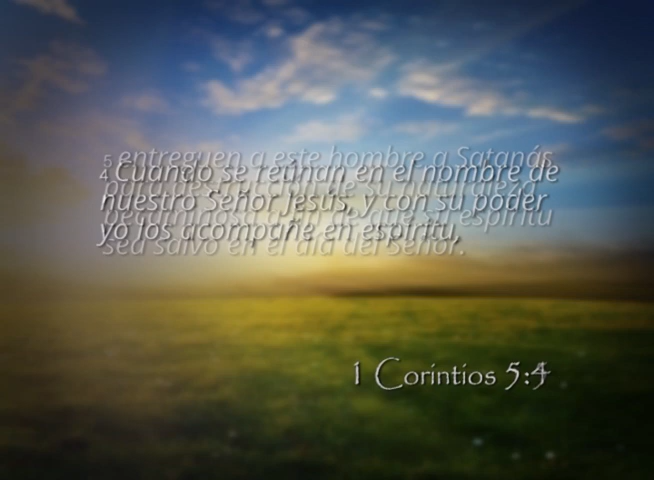 5 entreguen a este hombre a Satanás
4 Cuando se reúnan en el nombre de
nuestro Señor Jesús, y con su poder
espíritu
yo los acompañe en espíritu,
sea salvo en el día del Señor.
1 Corintios 5:4